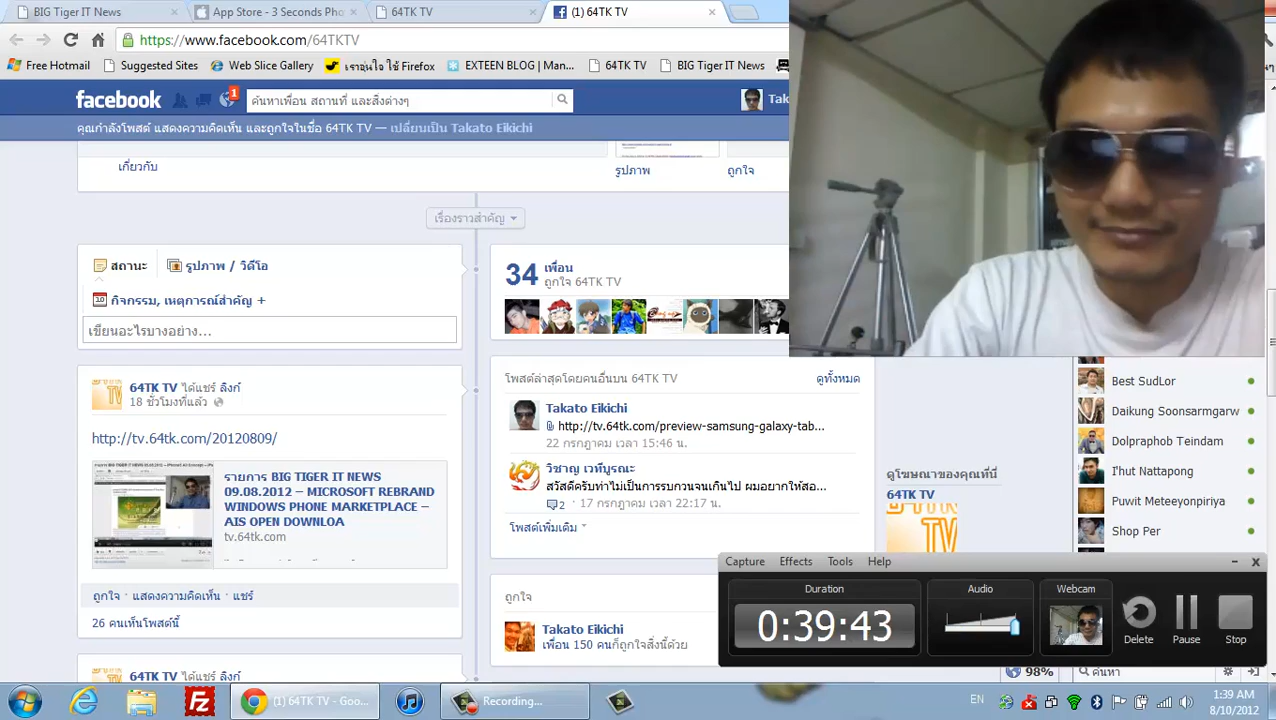 BIG Tiger IT News
App Store - 3 Seconds Pho
64TK TV
(1) 64TK TV
https://www.facebook.com/64TKTV
Free Hotmail
Suggested Sites
Web Slice Gallery
เราคุ้นใจ ใช้ Firefox
EXTEEN BLOG | Man...
64TK TV
BIG Tiger IT News
facebook
1
ค้นหาเพื่อน สถานที่ และสิ่งต่างๆ
Tak
คุณกำลังโพสต์ แสดงความคิดเห็น และถูกใจในชื่อ 64TK TV — เปลี่ยนเป็น Takato Eikichi
เกี่ยวกับ
รูปภาพ
ถูกใจ
เรื่องราวสำคัญ
สถานะ
รูปภาพ / วิดีโอ
กิจกรรม, เหตุการณ์สำคัญ +
เขียนอะไรบางอย่าง...
64TK TV ได้แชร์ ลิงก์
18 ชั่วโมงที่แล้ว
http://tv.64tk.com/20120809/
รายการ BIG TIGER IT NEWS
09.08.2012 – MICROSOFT REBRAND
WINDOWS PHONE MARKETPLACE –
AIS OPEN DOWNLOA
tv.64tk.com
ถูกใจ · แสดงความคิดเห็น · แชร์
26 คนเห็นโพสต์นี้
64TK TV
34 เพื่อน
ถูกใจ 64TK TV
โพสต์ล่าสุดโดยคนอื่นบน 64TK TV
ดูทั้งหมด
Takato Eikichi
http://tv.64tk.com/preview-samsung-galaxy-tab...
22 กรกฎาคม เวลา 15:46 น.
วิชาญ เวทีบูรณะ
สวัสดีครับทำไม่เป็นการรบกวนจนเกินไป ผมอยากให้สอ...
2 · 17 กรกฎาคม เวลา 22:17 น.
โพสต์เพิ่มเติม
ถูกใจ
Takato Eikichi
เพื่อน 150 คนก็ถูกใจสิ่งนี้ด้วย
ดูโฆษณาของคุณที่นี่
64TK TV
Best SudLor
Daikung Soonsarmgarw
Dolpraphob Teindam
I'hut Nattapong
Puwit Meteeyonpiriya
Shop Per
Capture
Effects
Tools
Help
Duration
0:39:43
Audio
Webcam
Delete
Pause
Stop
98%
ค้นหา
(1) 64TK TV - Goo...
Recording...
EN
1:39 AM
8/10/2012